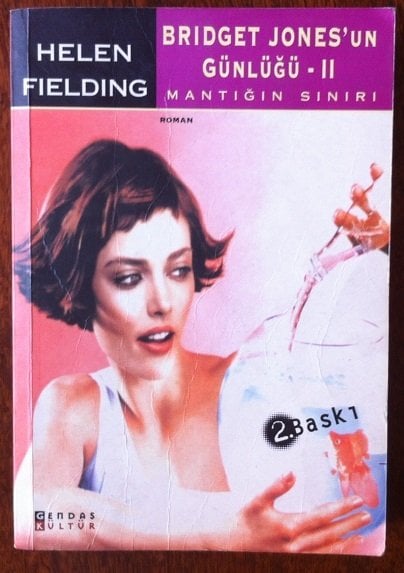 HELEN
FIELDING
BRIDGET JONES'UN
GÜNLÜĞÜ - II
MANTIĞIN SINIRI
ROMAN
2.Baskı
GENDAŞ
KÜLTÜR